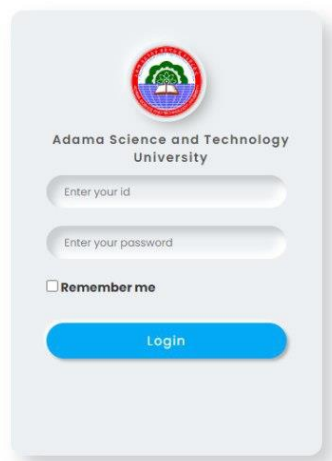 Adama Science and Technology
University
Enter your id
Enter your password
Remember me
Login